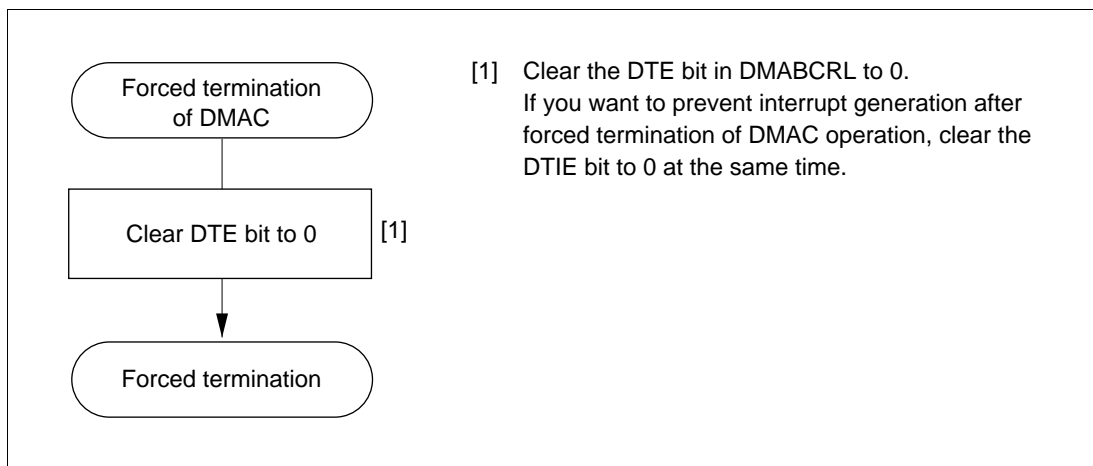 Forced termination
of DMAC
Clear DTE bit to 0
[1]
Forced termination
[1] Clear the DTE bit in DMABCRL to 0.
If you want to prevent interrupt generation after
forced termination of DMAC operation, clear the
DTIE bit to 0 at the same time.